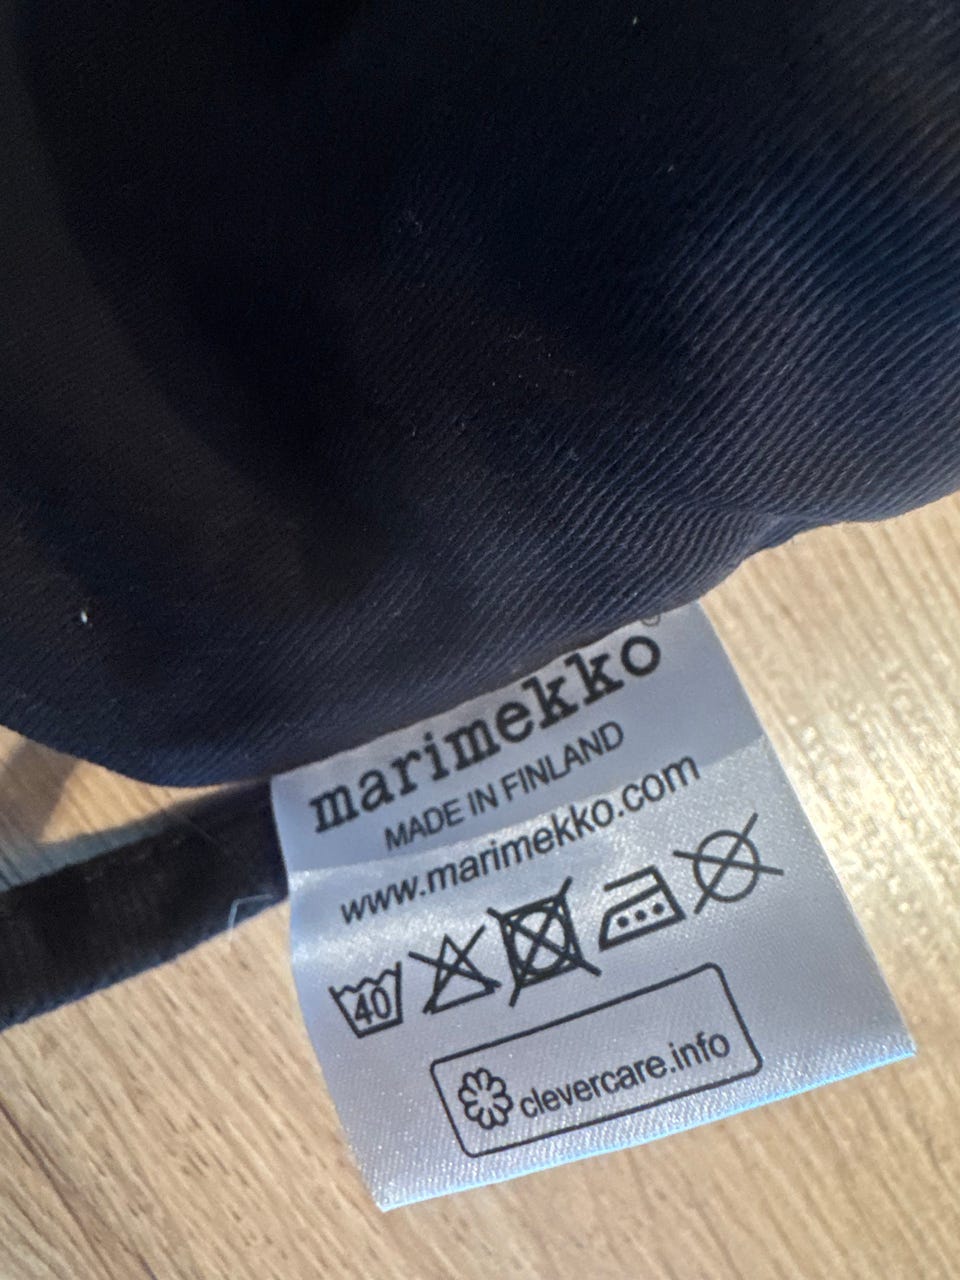 marimekko®
MADE IN FINLAND
www.marimekko.com
40
clevercare.info